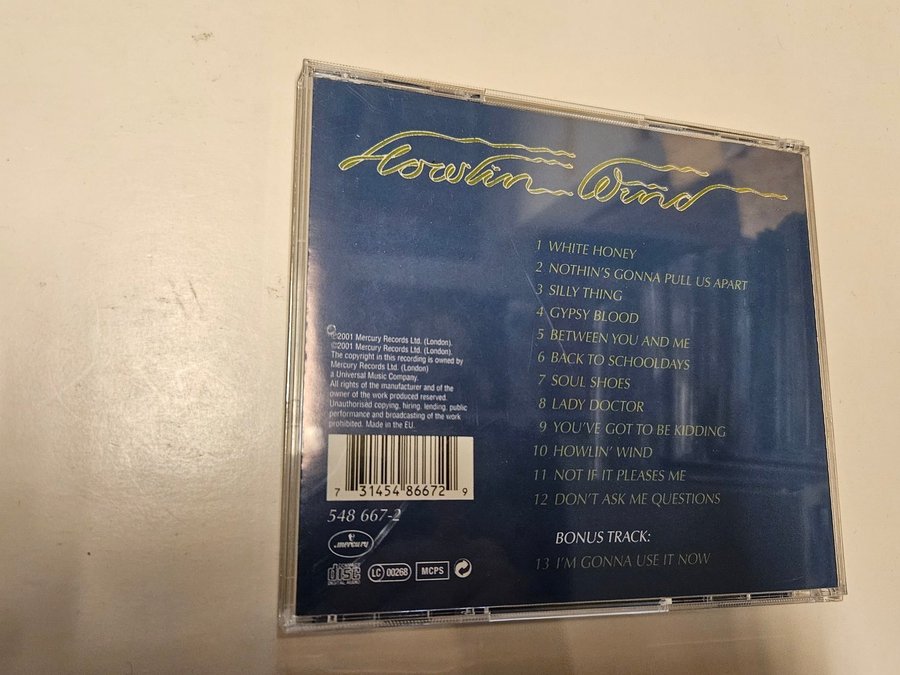 Howlin Wind
1 WHITE HONEY
2 NOTHIN'S GONNA PULL US APART
3 SILLY THING
4 GYPSY BLOOD
5 BETWEEN YOU AND ME
6 BACK TO SCHOOLDAYS
7 SOUL SHOES
8 LADY DOCTOR
9 YOU'VE GOT TO BE KIDDING
10 HOWLIN' WIND
11 NOT IF IT PLEASES ME
12 DON'T ASK ME QUESTIONS
BONUS TRACK:
13 I'M GONNA USE IT NOW
℗2001 Mercury Records Ltd. (London).
©2001 Mercury Records Ltd. (London).
The copyright in this recording is owned by
Mercury Records Ltd. (London)
a Universal Music Company.
All rights of the manufacturer and of the
owner of the work produced reserved.
Unauthorised copying, hiring, lending, public
performance and broadcasting of the work
prohibited. Made in the EU.
7 31454 86672 9
548 667-2
mercury
COMPACT
disc
DIGITAL AUDIO
LC 00268
MCPS